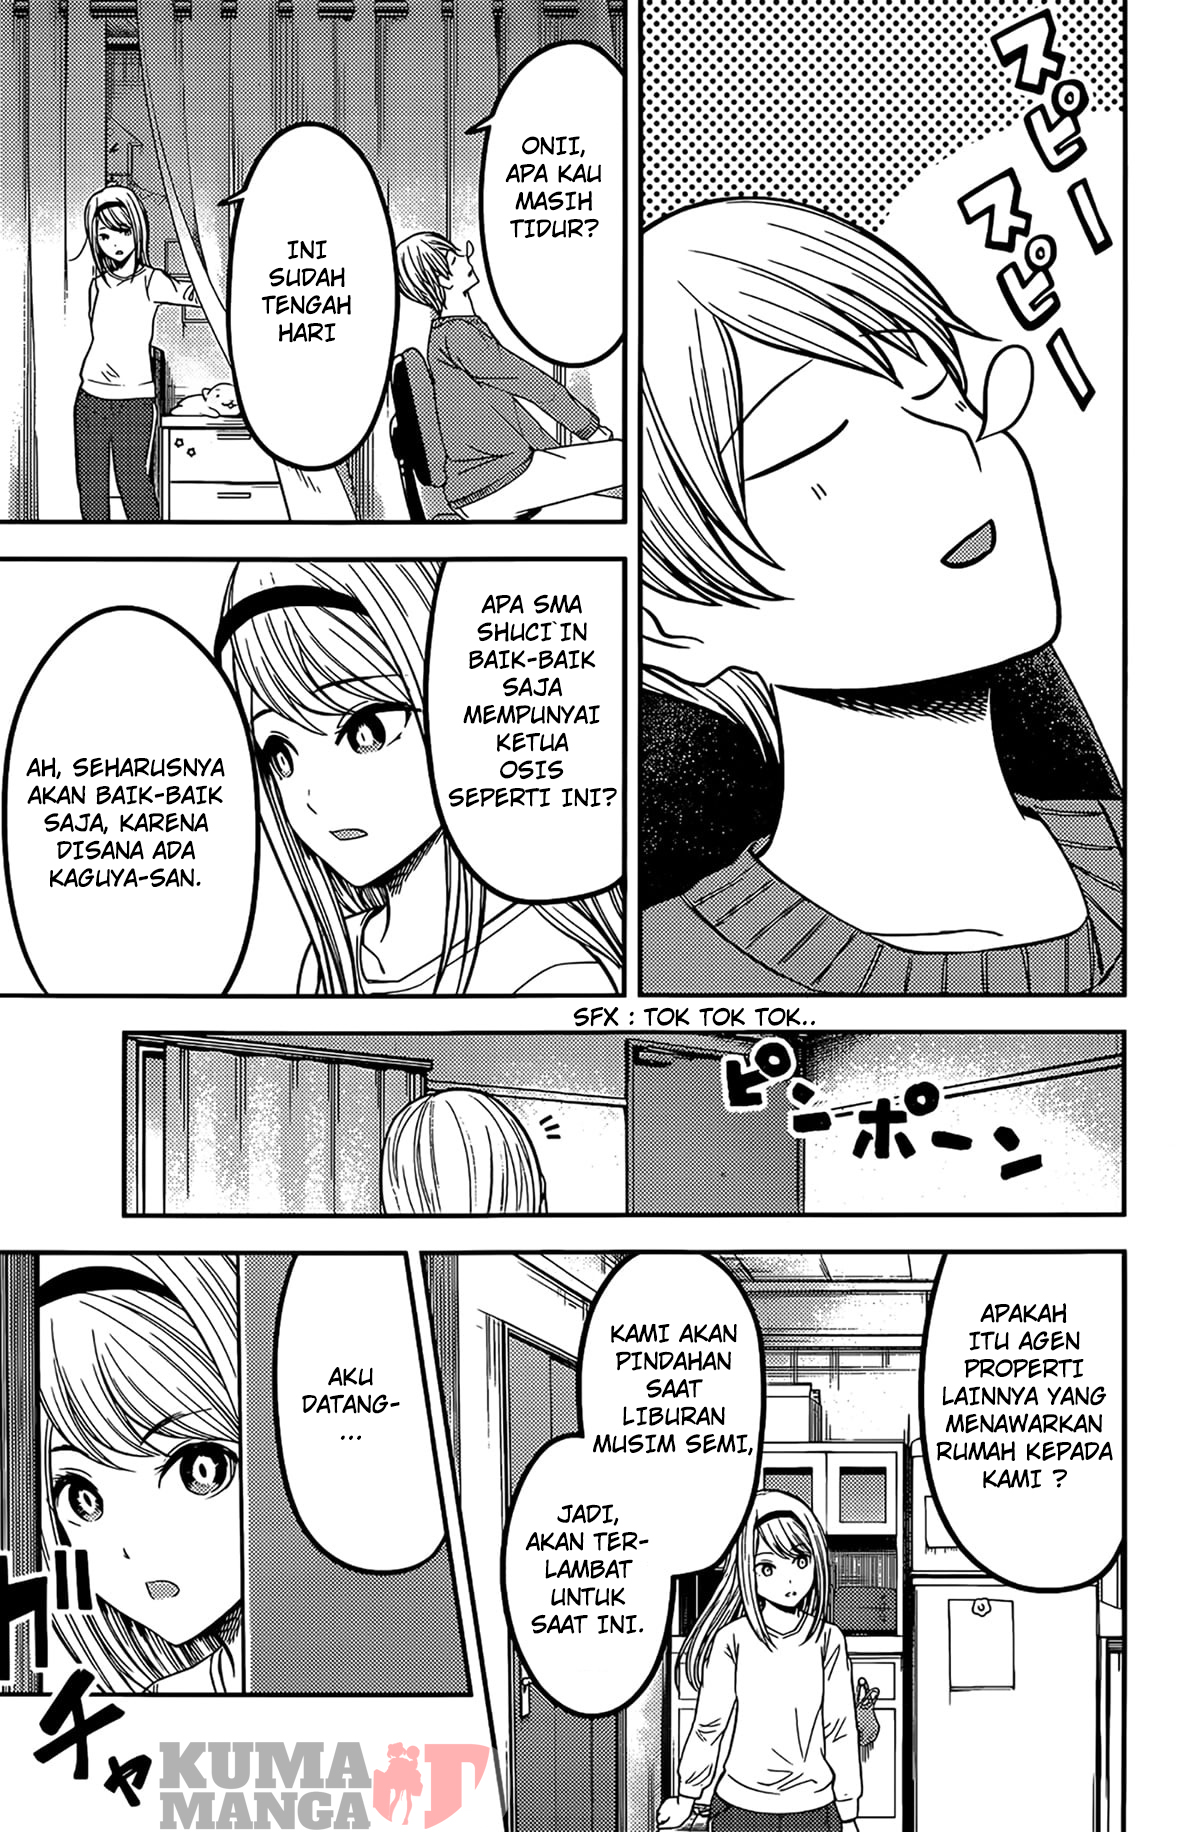 スピー
スピー
ONII,
APA KAU
MASIH
TIDUR?
INI
SUDAH
TENGAH
HARI
APA SMA
SHUCI`IN
BAIK-BAIK
SAJA
MEMPUNYAI
KETUA
OSIS
SEPERTI INI?
AH, SEHARUSNYA
AKAN BAIK-BAIK
SAJA, KARENA
DISANA ADA
KAGUYA-SAN.
SFX : TOK TOK TOK..
ピンポーン
APAKAH
ITU AGEN
PROPERTI
LAINNYA YANG
MENAWARKAN
RUMAH KEPADA
KAMI ?
KAMI AKAN
PINDAHAN
SAAT
LIBURAN
MUSIM SEMI,
JADI,
AKAN TER-
LAMBAT
UNTUK
SAAT INI.
AKU
DATANG-
...
ガチャ
KUMA
MANGA